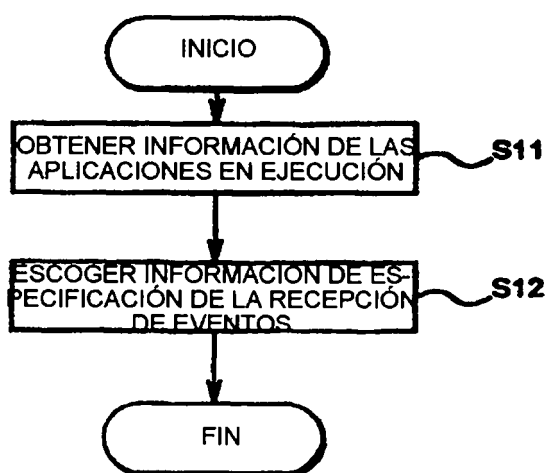 INICIO
OBTENER INFORMACIÓN DE LAS
APLICACIONES EN EJECUCIÓN
S11
ESCOGER INFORMACIÓN DE ES-
PECIFICACIÓN DE LA RECEPCIÓN
DE EVENTOS
S12
FIN